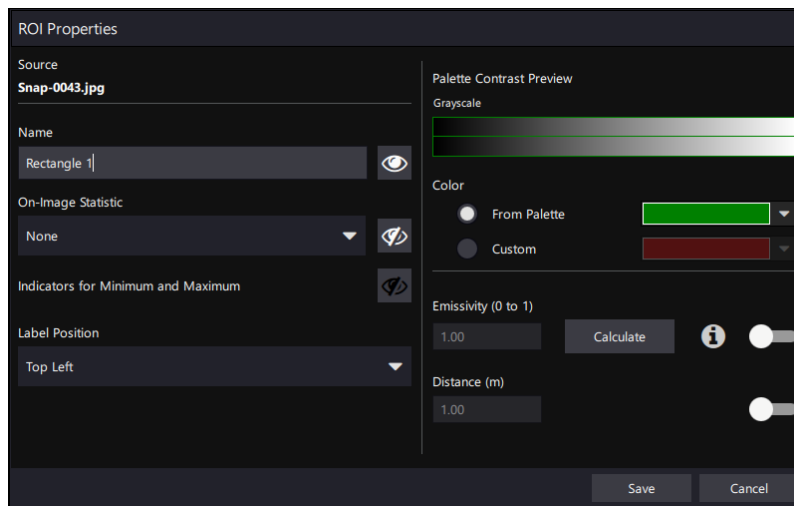 ROI Properties
Source
Snap-0043.jpg
Name
Rectangle 1
On-Image Statistic
None
Indicators for Minimum and Maximum
Label Position
Top Left
Palette Contrast Preview
Grayscale
Color
From Palette
Custom
Emissivity (0 to 1)
1.00
Calculate
Distance (m)
1.00
Save
Cancel